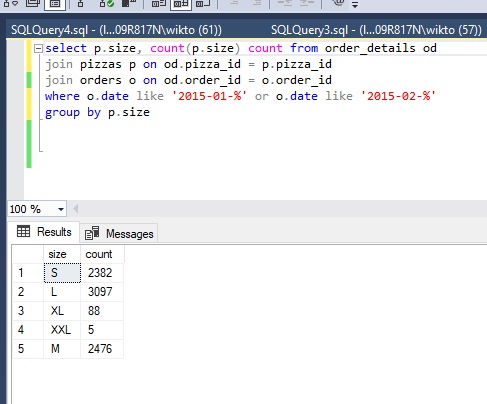 SQLQuery4.sql - (l...09R817N\wikto (61))
SQLQuery3.sql - (l...09R817N\wikto (57))
select p.size, count(p.size) count from order_details od
join pizzas p on od.pizza_id = p.pizza_id
join orders o on od.order_id = o.order_id
where o.date like '2015-01-%' or o.date like '2015-02-%'
group by p.size
100 %
Results Messages
size count
1 S 2382
2 L 3097
3 XL 88
4 XXL 5
5 M 2476